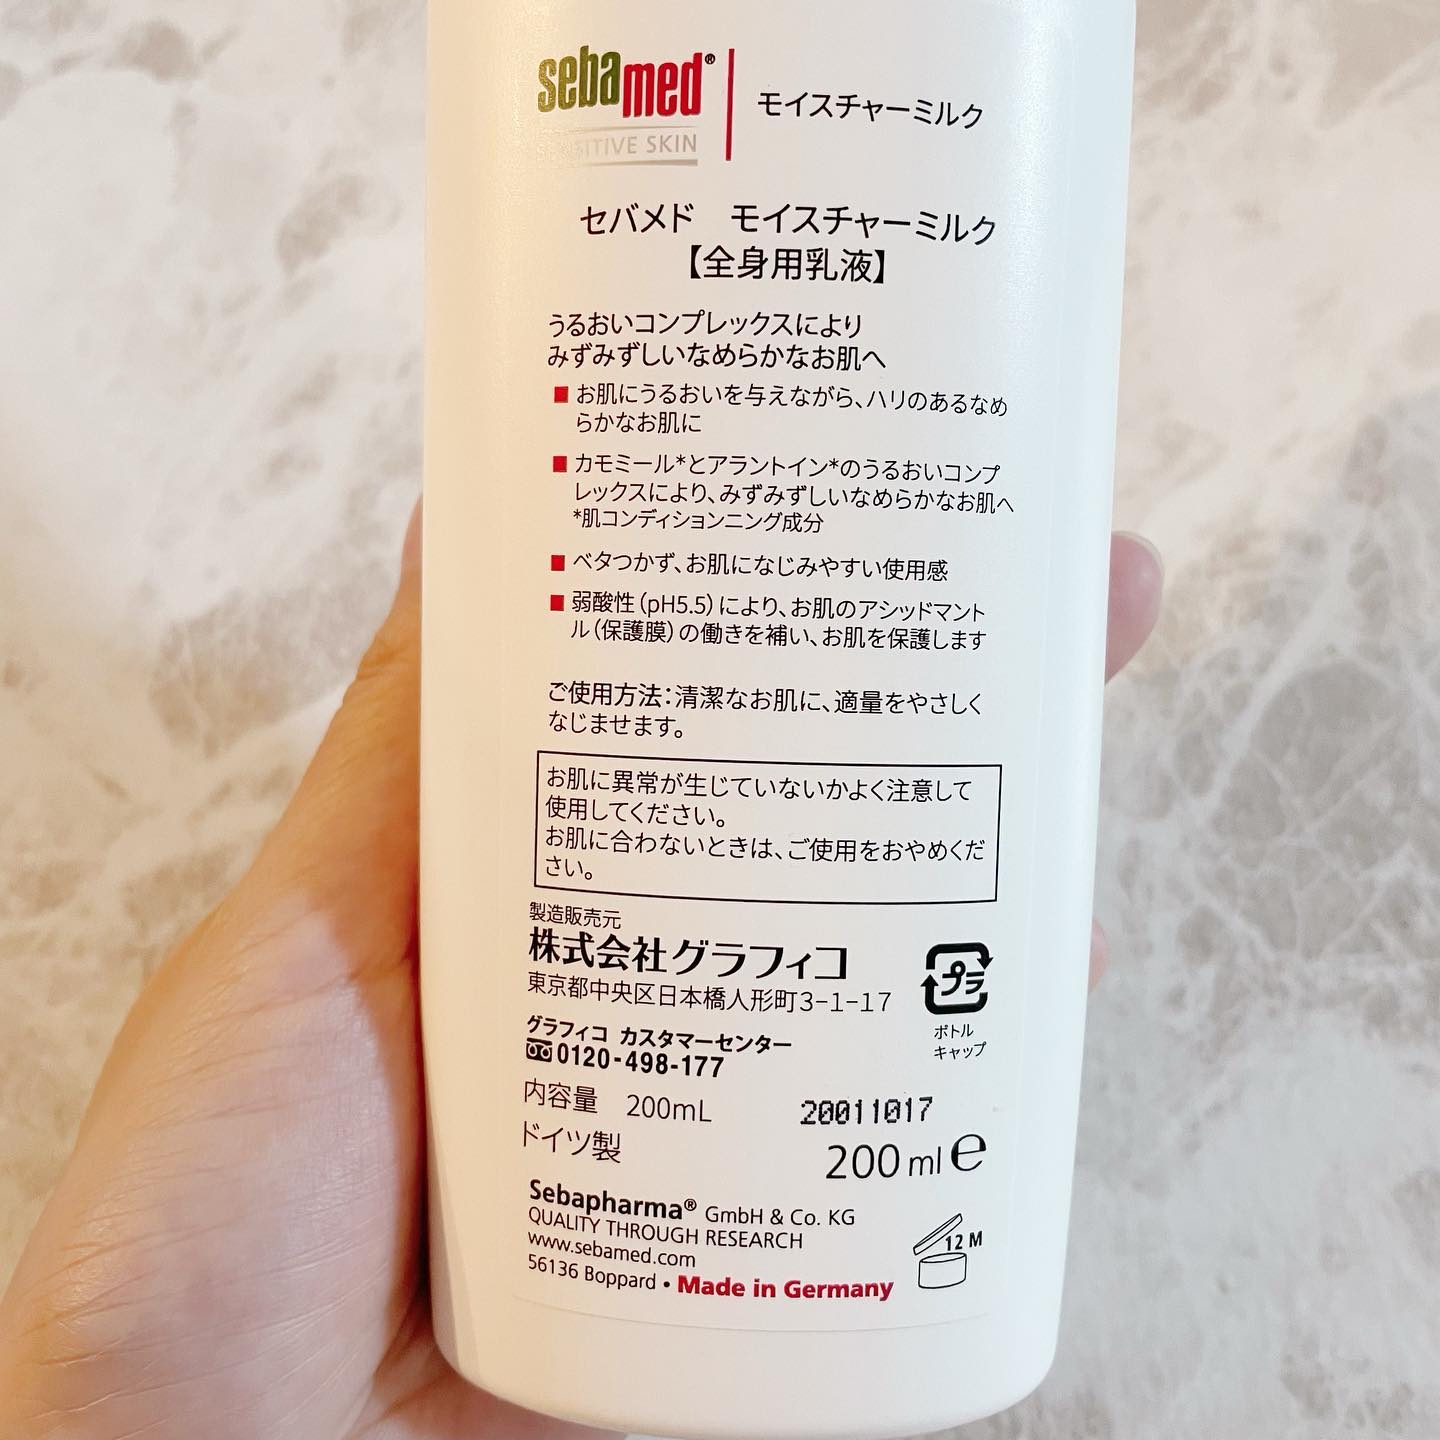 sebamed®
SENSITIVE SKIN
モイスチャーミルク
セバメド モイスチャーミルク
【全身用乳液】
うるおいコンプレックスにより
みずみずしいなめらかなお肌へ
■ お肌にうるおいを与えながら、ハリのあるなめ
らかなお肌に
■ カモミール*とアラントイン*のうるおいコンプ
レックスにより、みずみずしいなめらかなお肌へ
*肌コンディションニング成分
■ ベタつかず、お肌になじみやすい使用感
■ 弱酸性(pH5.5)により、お肌のアシッドマント
ル(保護膜)の働きを補い、お肌を保護します
ご使用方法：清潔なお肌に、適量をやさしく
なじませます。
お肌に異常が生じていないかよく注意して
使用してください。
お肌に合わないときは、ご使用をおやめくだ
さい。
製造販売元
株式会社グラフィコ
東京都中央区日本橋人形町3-1-17
グラフィコ カスタマーセンター
0120-498-177
プラ
ボトル
キャップ
内容量 200mL
20011017
ドイツ製
200 ml ℮
Sebapharma® GmbH & Co. KG
QUALITY THROUGH RESEARCH
www.sebamed.com
56136 Boppard • Made in Germany
12 M